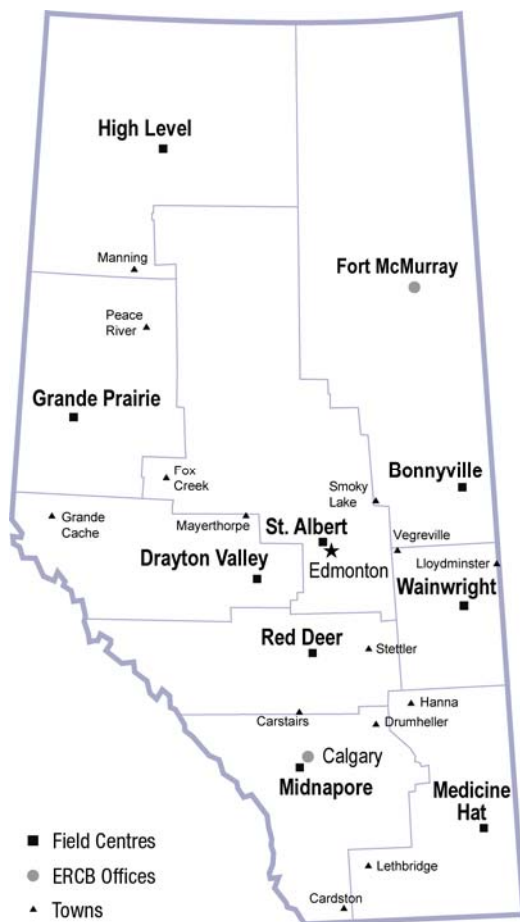 High Level
Manning
Fort McMurray
Peace
River
Grande Prairie
Fox
Creek
Smoky
Lake
Bonnyville
Grande
Cache
Mayerthorpe
St. Albert
Vegreville
Edmonton
Lloydminster
Drayton Valley
Wainwright
Red Deer
Stettler
Hanna
Carstairs
Drumheller
Calgary
Midnapore
Medicine
Hat
Lethbridge
Cardston
Field Centres
ERCB Offices
Towns